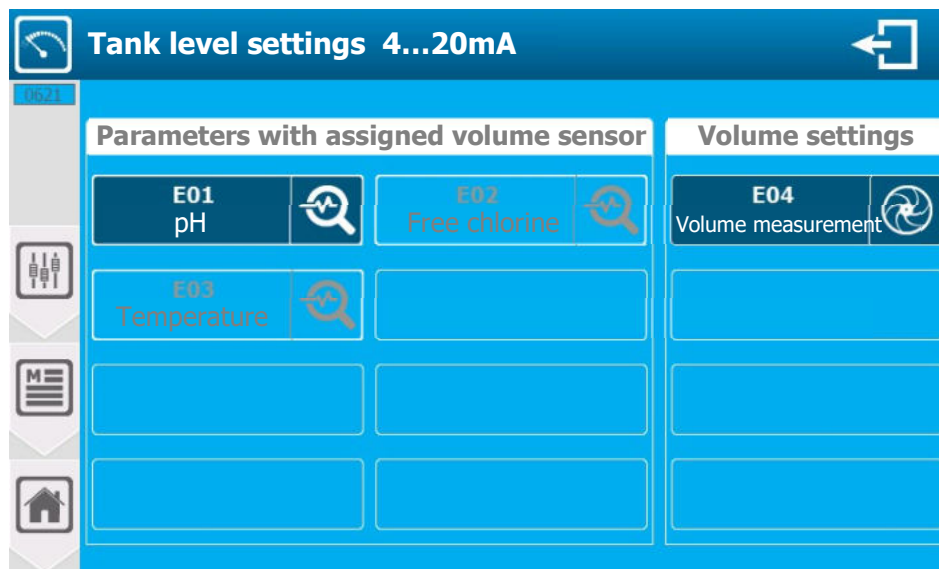 Tank level settings 4...20mA
0621
Parameters with assigned volume sensor
Volume settings
E01
pH
E02
Free chlorine
E04
Volume measurement
E03
Temperature
M